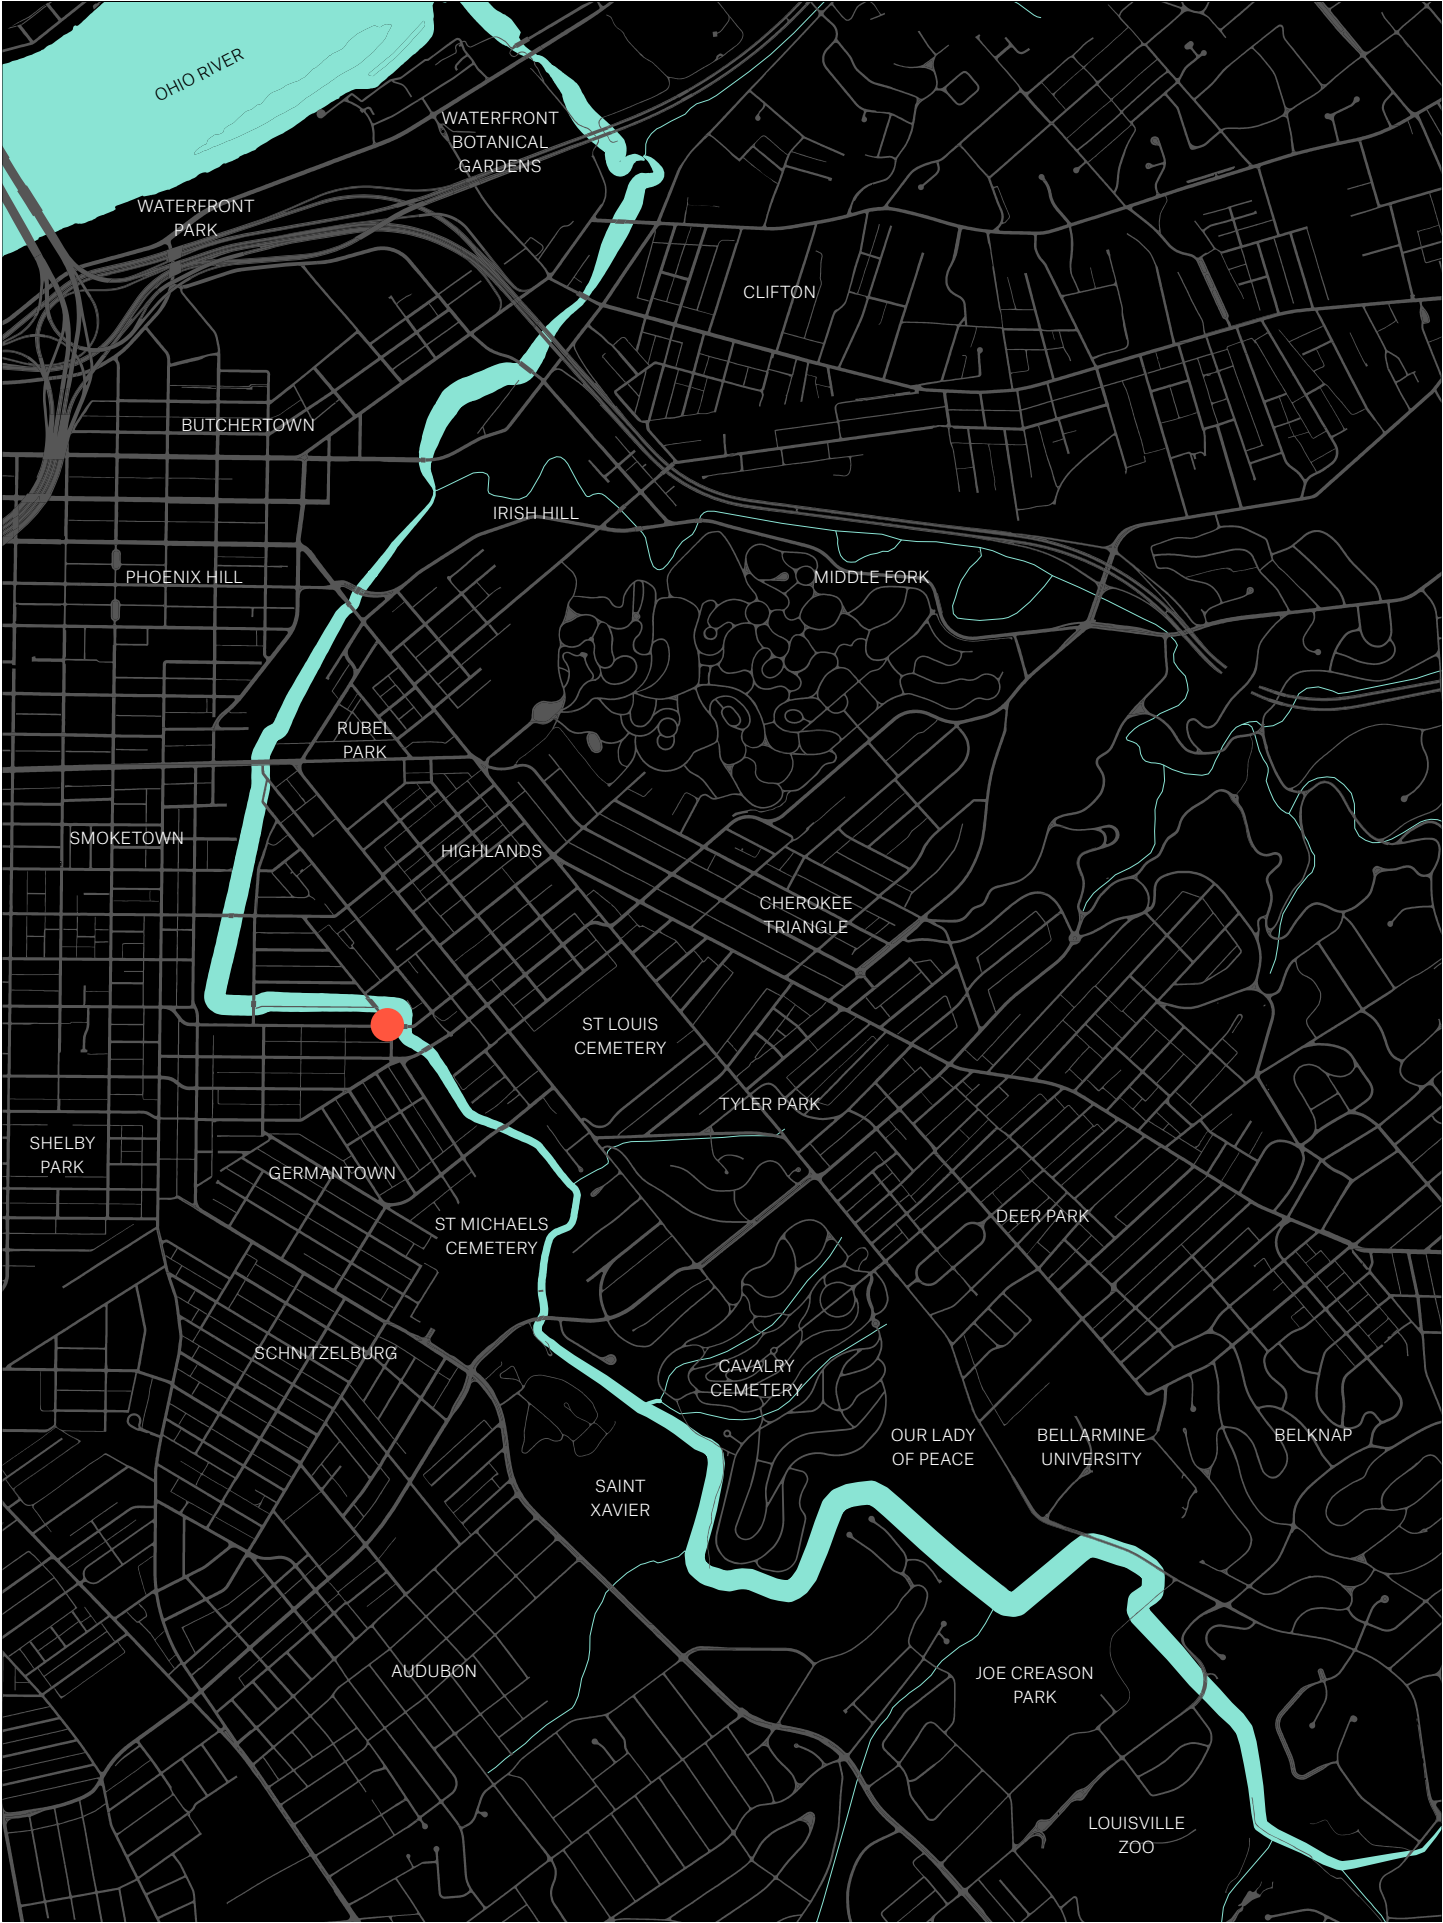 OHIO RIVER
WATERFRONT
BOTANICAL
GARDENS
WATERFRONT
PARK
CLIFTON
BUTCHERTOWN
IRISH HILL
PHOENIX HILL
MIDDLE FORK
RUBEL
PARK
SMOKETOWN
HIGHLANDS
CHEROKEE
TRIANGLE
ST LOUIS
CEMETERY
TYLER PARK
SHELBY
PARK
GERMANTOWN
ST MICHAELS
CEMETERY
DEER PARK
SCHNITZELBURG
CAVALRY
CEMETERY
OUR LADY
OF PEACE
BELLARMINE
UNIVERSITY
BELKNAP
SAINT
XAVIER
AUDUBON
JOE CREASON
PARK
LOUISVILLE
ZOO